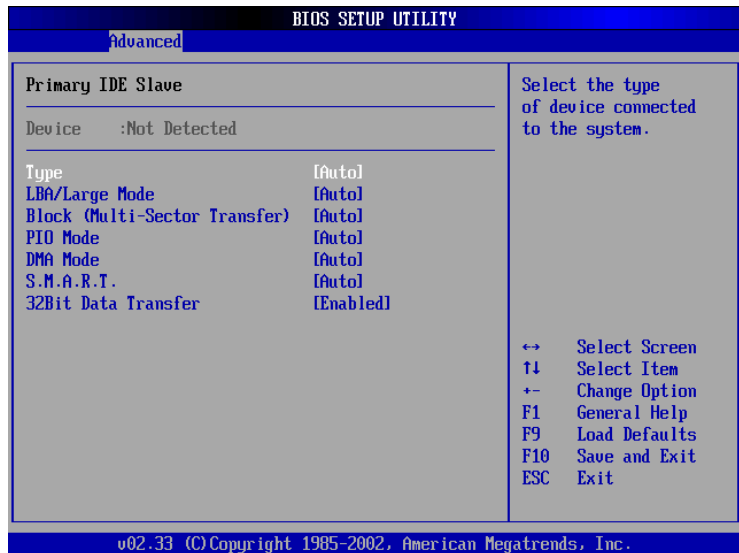 BIOS SETUP UTILITY
Advanced
Primary IDE Slave
Device :Not Detected
Type [Auto]
LBA/Large Mode [Auto]
Block (Multi-Sector Transfer) [Auto]
PIO Mode [Auto]
DMA Mode [Auto]
S.M.A.R.T. [Auto]
32Bit Data Transfer [Enabled]
Select the type
of device connected
to the system.
↔ Select Screen
↑↓ Select Item
+- Change Option
F1 General Help
F9 Load Defaults
F10 Save and Exit
ESC Exit
v02.33 (C)Copyright 1985-2002, American Megatrends, Inc.